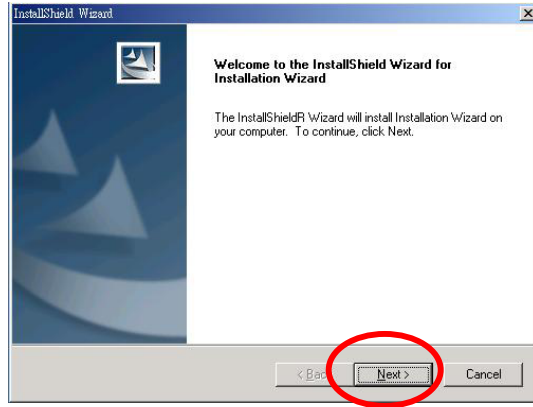 InstallShield Wizard
Welcome to the InstallShield Wizard for
Installation Wizard
The InstallShieldR Wizard will install Installation Wizard on
your computer. To continue, click Next.
< Bac
Next >
Cancel